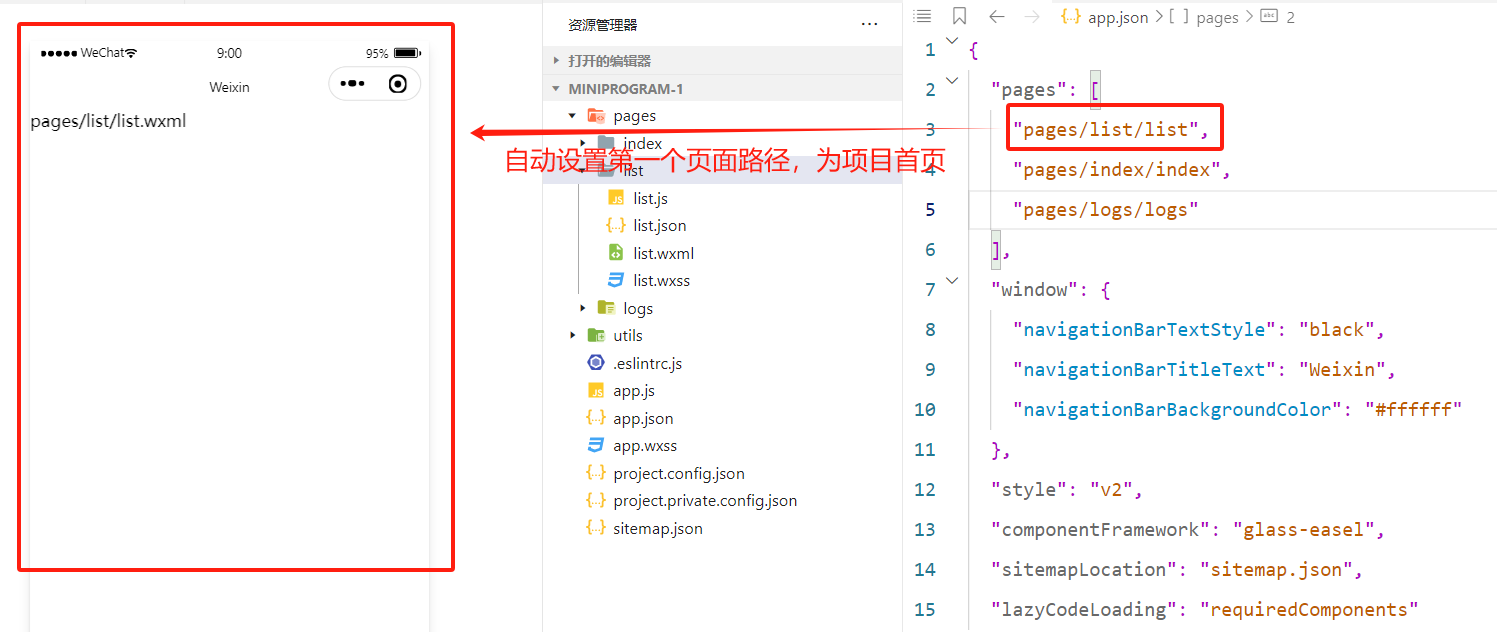 WeChat
9:00
95%
Weixin
pages/list/list.wxml
资源管理器
打开的编辑器
MINIPROGRAM-1
pages
index
list
list.js
list.json
list.wxml
list.wxss
logs
utils
.eslintrc.js
app.js
app.json
app.wxss
project.config.json
project.private.config.json
sitemap.json
自动设置第一个页面路径，为项目首页
app.json > [ ] pages > abc 2
1 {
2 "pages": [
3 "pages/list/list",
4 "pages/index/index",
5 "pages/logs/logs"
6 ],
7 "window": {
8 "navigationBarTextStyle": "black",
9 "navigationBarTitleText": "Weixin",
10 "navigationBarBackgroundColor": "#ffffff"
11 },
12 "style": "v2",
13 "componentFramework": "glass-easel",
14 "sitemapLocation": "sitemap.json",
15 "lazyCodeLoading": "requiredComponents"